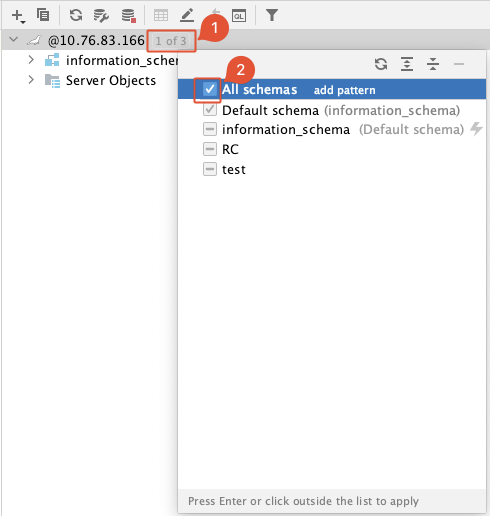 QL
1
@10.76.83.166 1 of 3
information_schem
Server Objects
2
All schemas add pattern
Default schema (information_schema)
information_schema (Default schema)
RC
test
Press Enter or click outside the list to apply